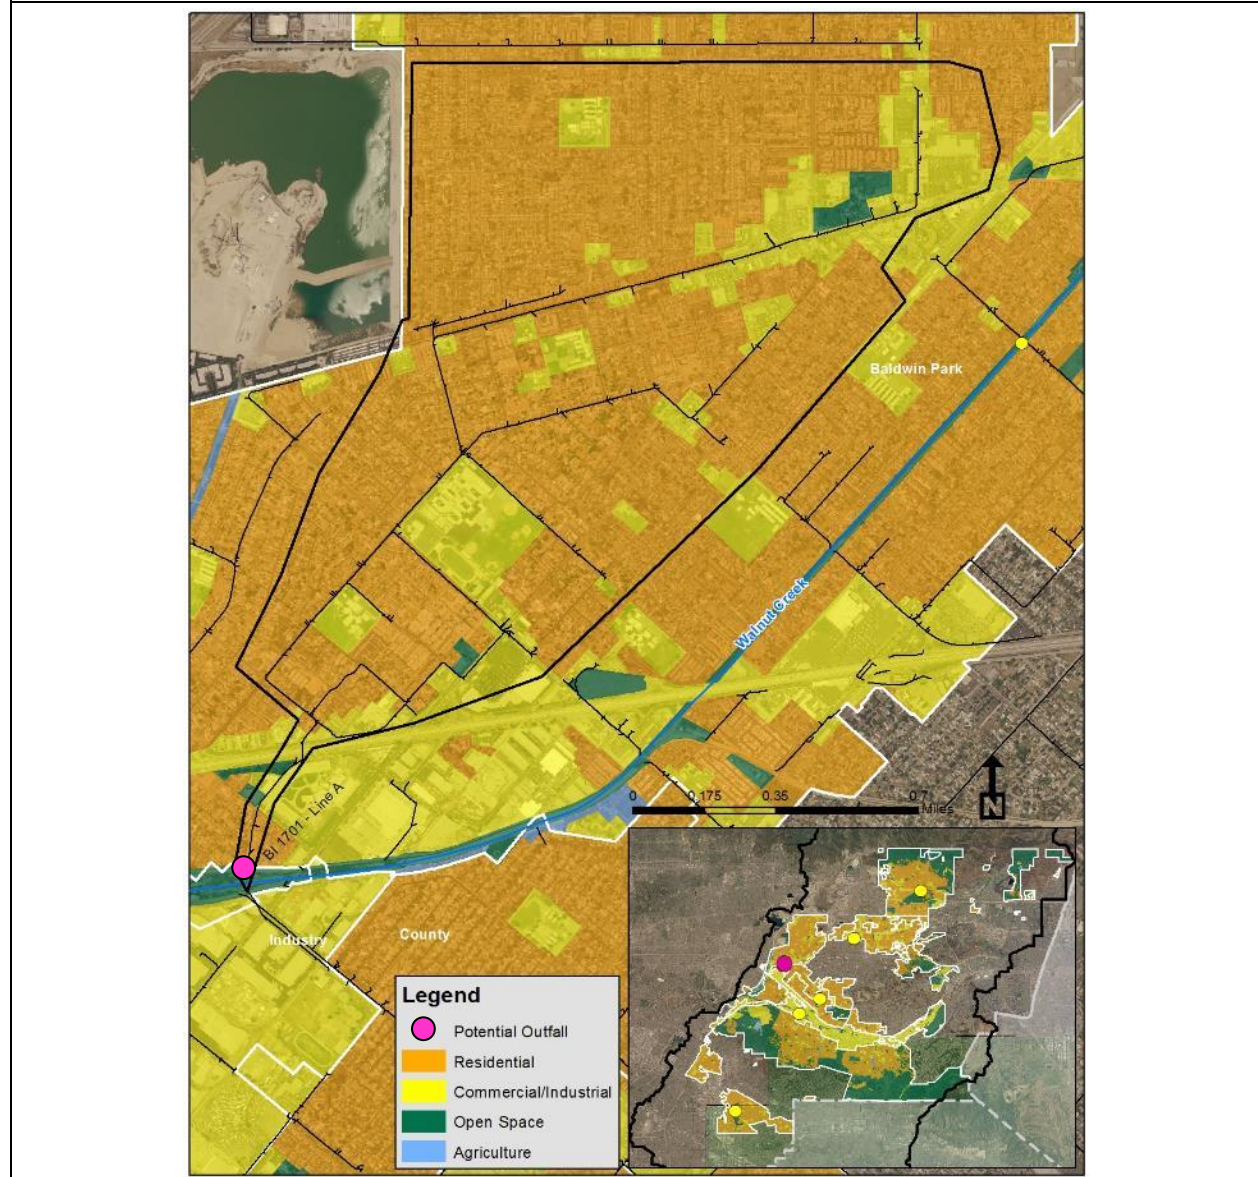 Baldwin Park
Walnut Creek
0 0.175 0.35 0.7
Miles
N
BI 1701 - Line A
Industry
County
Legend
Potential Outfall
Residential
Commercial/Industrial
Open Space
Agriculture